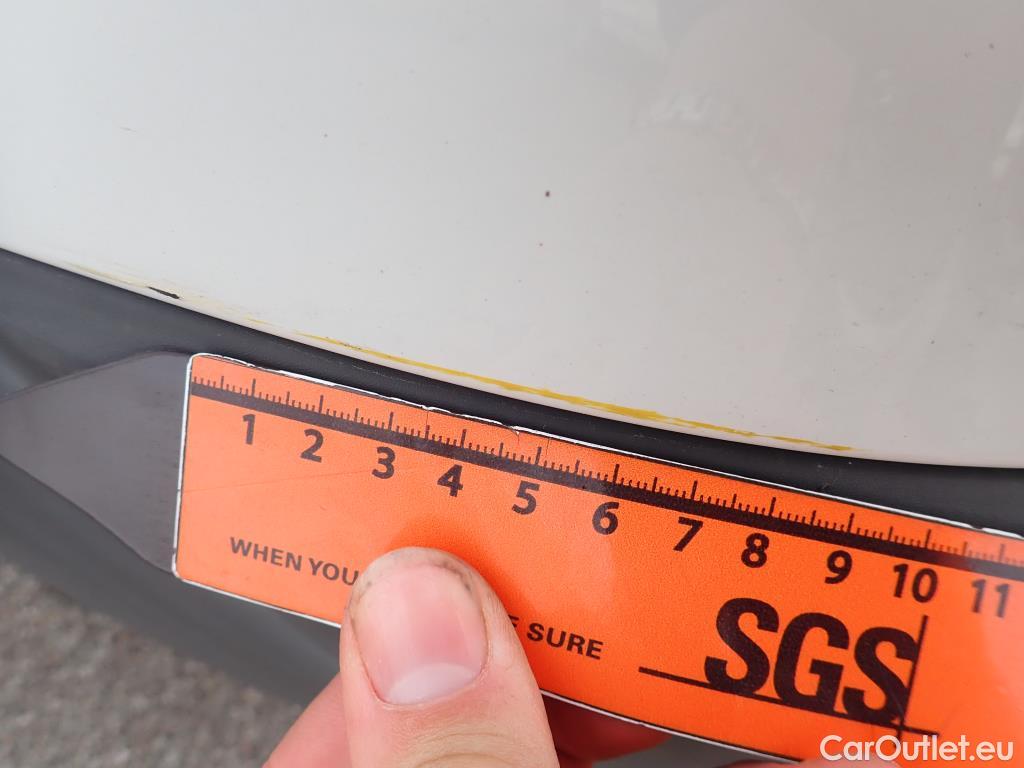 1 2 3 4 5 6 7 8 9 10 11
WHEN YOU SURE
SGS
CarOutlet.eu